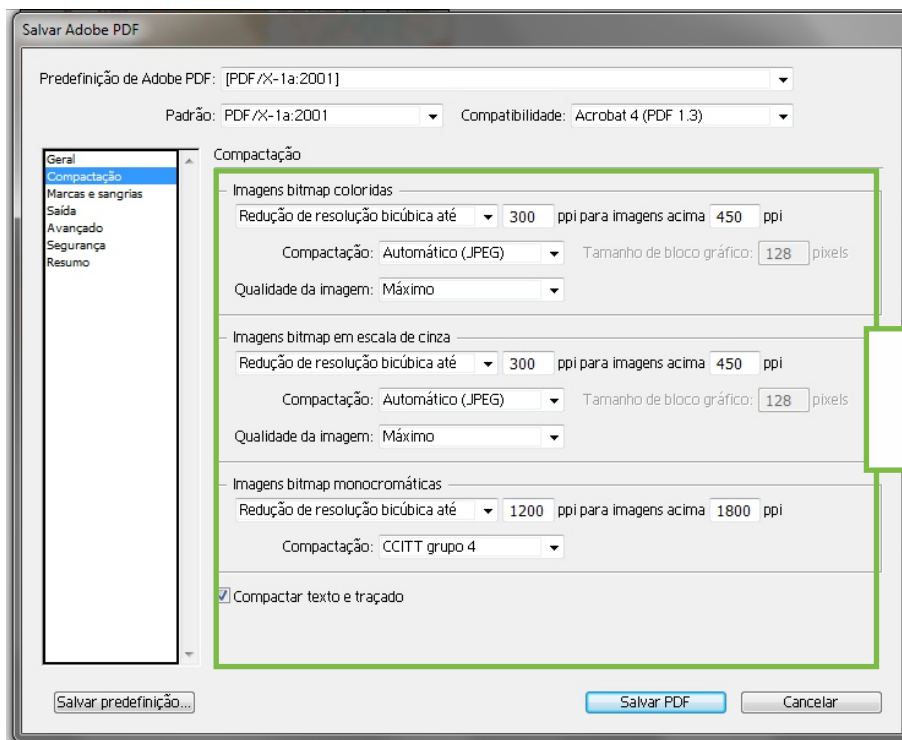 Salvar Adobe PDF
Predefinição de Adobe PDF: [PDF/X-1a:2001]
Padrão: PDF/X-1a:2001 Compatibilidade: Acrobat 4 (PDF 1.3)
Geral
Compactação
Marcas e sangrias
Saída
Avançado
Segurança
Resumo
Compactação
Imagens bitmap coloridas
Redução de resolução bicúbica até 300 ppi para imagens acima 450 ppi
Compactação: Automático (JPEG) Tamanho de bloco gráfico: 128 pixels
Qualidade da imagem: Máximo
Imagens bitmap em escala de cinza
Redução de resolução bicúbica até 300 ppi para imagens acima 450 ppi
Compactação: Automático (JPEG) Tamanho de bloco gráfico: 128 pixels
Qualidade da imagem: Máximo
Imagens bitmap monocromáticas
Redução de resolução bicúbica até 1200 ppi para imagens acima 1800 ppi
Compactação: CCITT grupo 4
Compactar texto e traçado
Salvar predefinição... Salvar PDF Cancelar